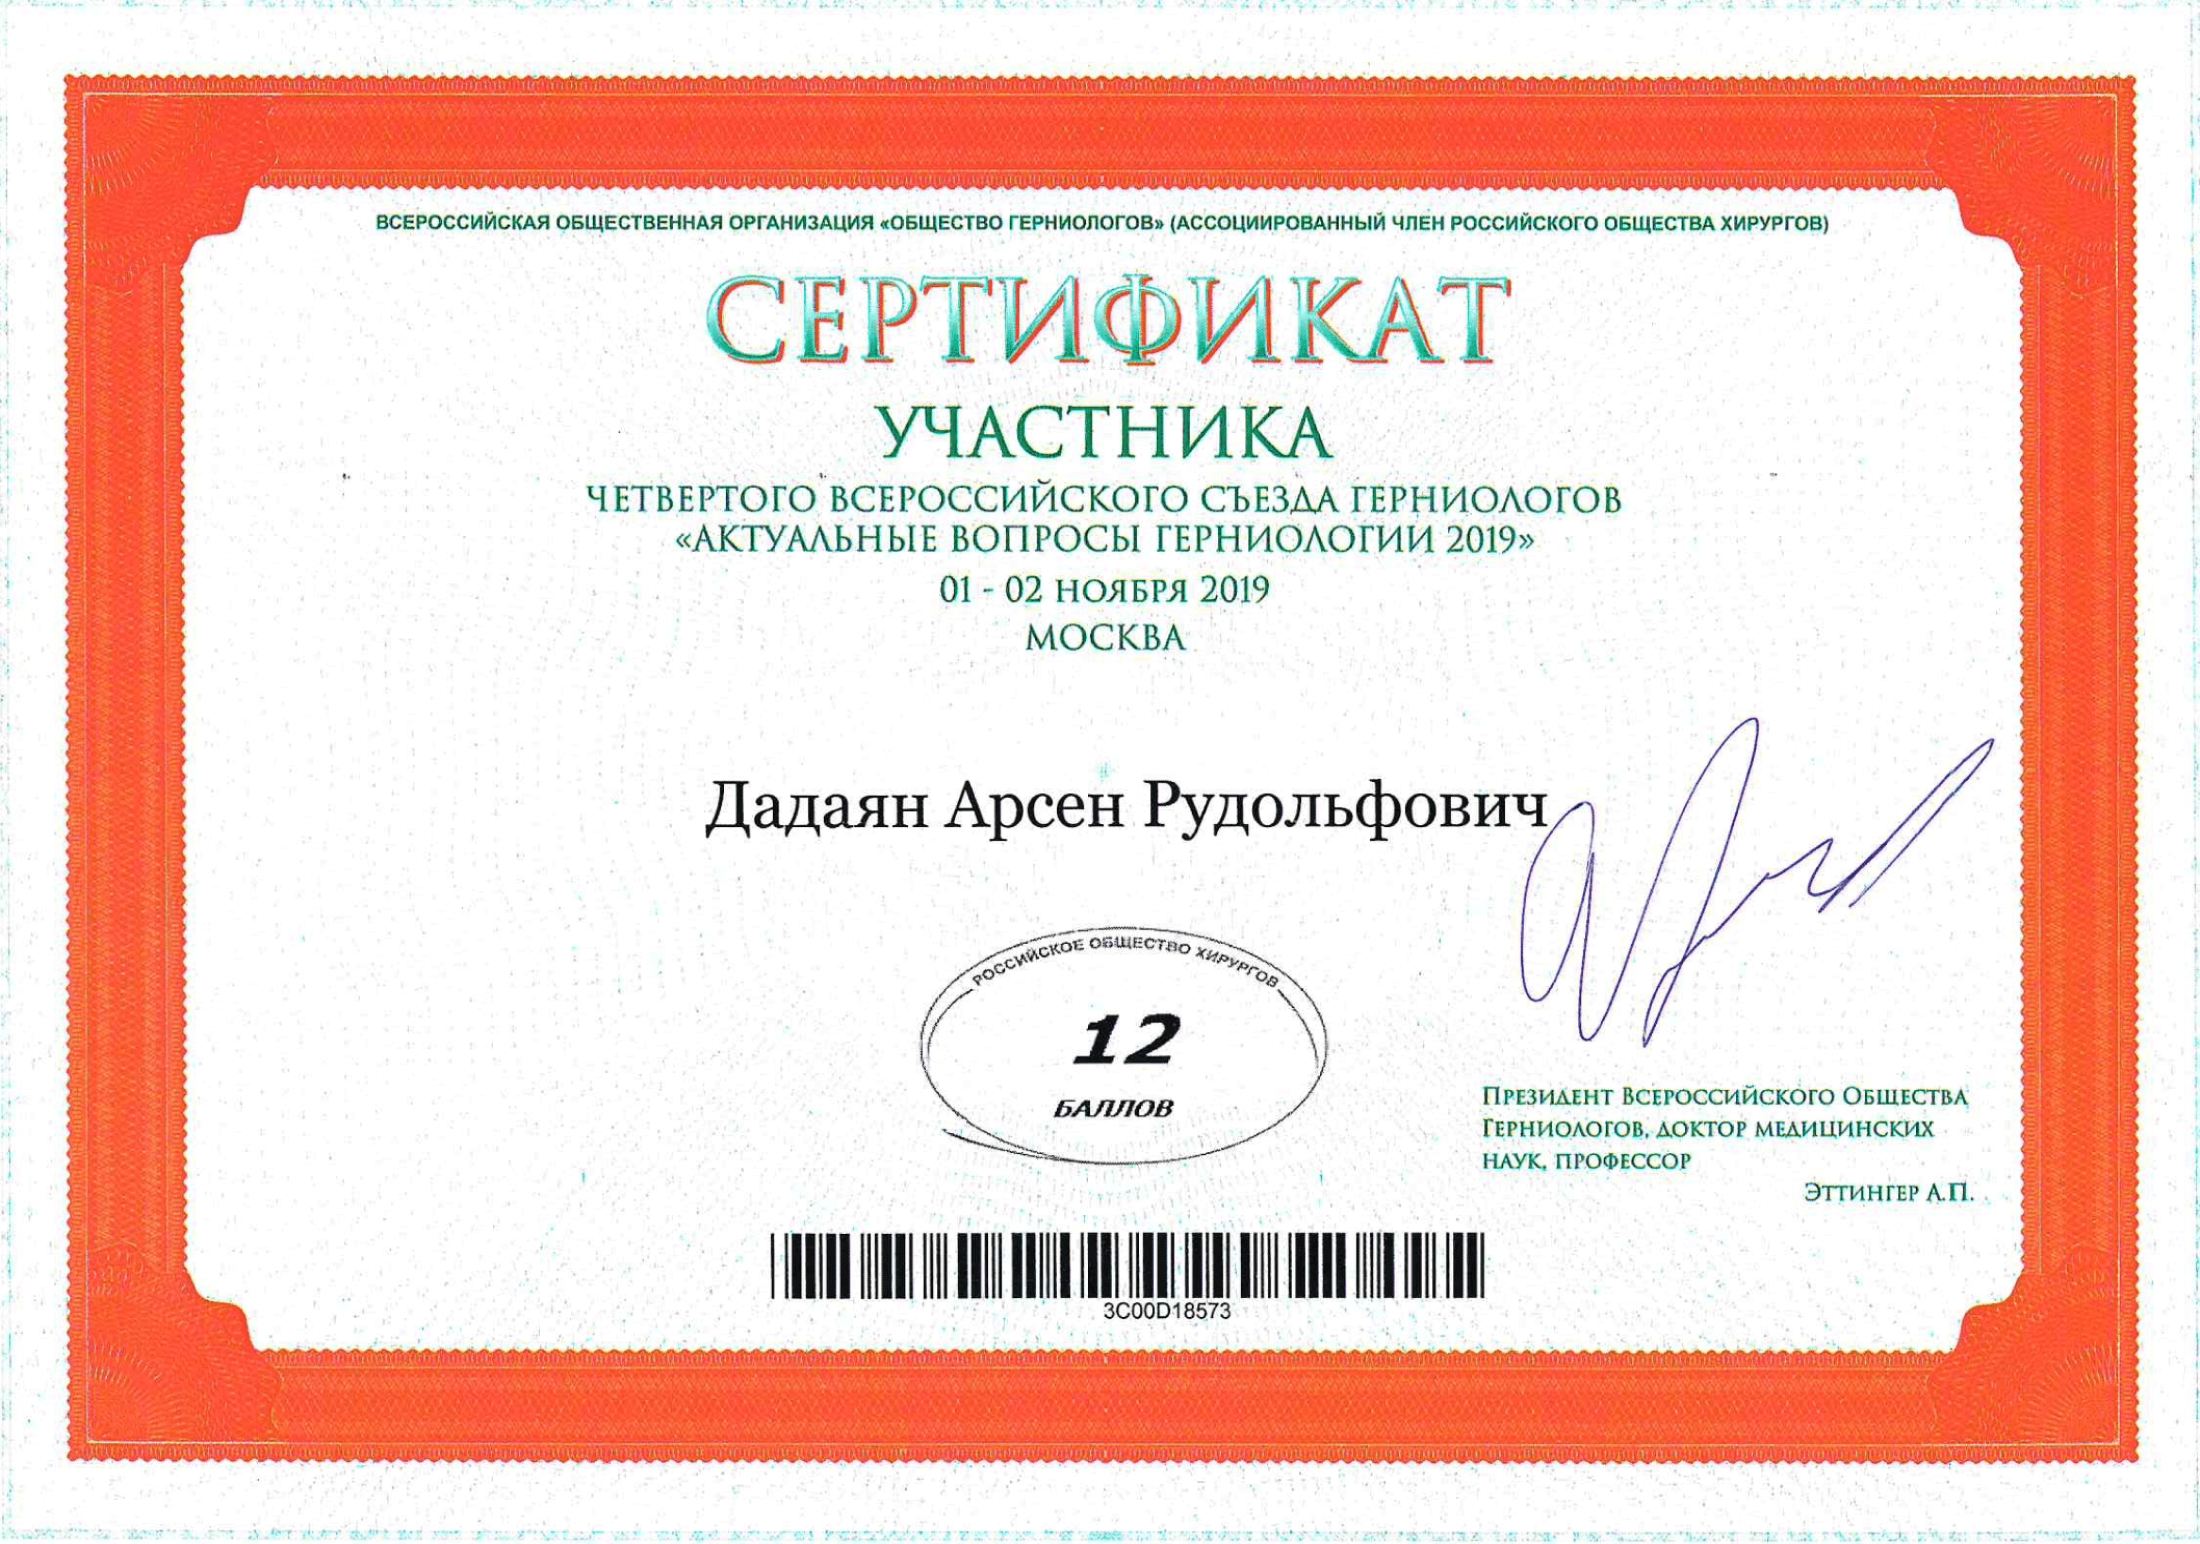 ВСЕРОССИЙСКАЯ ОБЩЕСТВЕННАЯ ОРГАНИЗАЦИЯ «ОБЩЕСТВО ГЕРНИОЛОГОВ» (АССОЦИИРОВАННЫЙ ЧЛЕН РОССИЙСКОГО ОБЩЕСТВА ХИРУРГОВ)
СЕРТИФИКАТ
УЧАСТНИКА
ЧЕТВЕРТОГО ВСЕРОССИЙСКОГО СЪЕЗДА ГЕРНИОЛОГОВ
«АКТУАЛЬНЫЕ ВОПРОСЫ ГЕРНИОЛОГИИ 2019»
01 - 02 НОЯБРЯ 2019
МОСКВА
Дадаян Арсен Рудольфович
РОССИЙСКОЕ ОБЩЕСТВО ХИРУРГОВ
12
БАЛЛОВ
ПРЕЗИДЕНТ ВСЕРОССИЙСКОГО ОБЩЕСТВА
ГЕРНИОЛОГОВ, ДОКТОР МЕДИЦИНСКИХ
НАУК, ПРОФЕССОР
ЭТТИНГЕР А.П.
3C00D18573